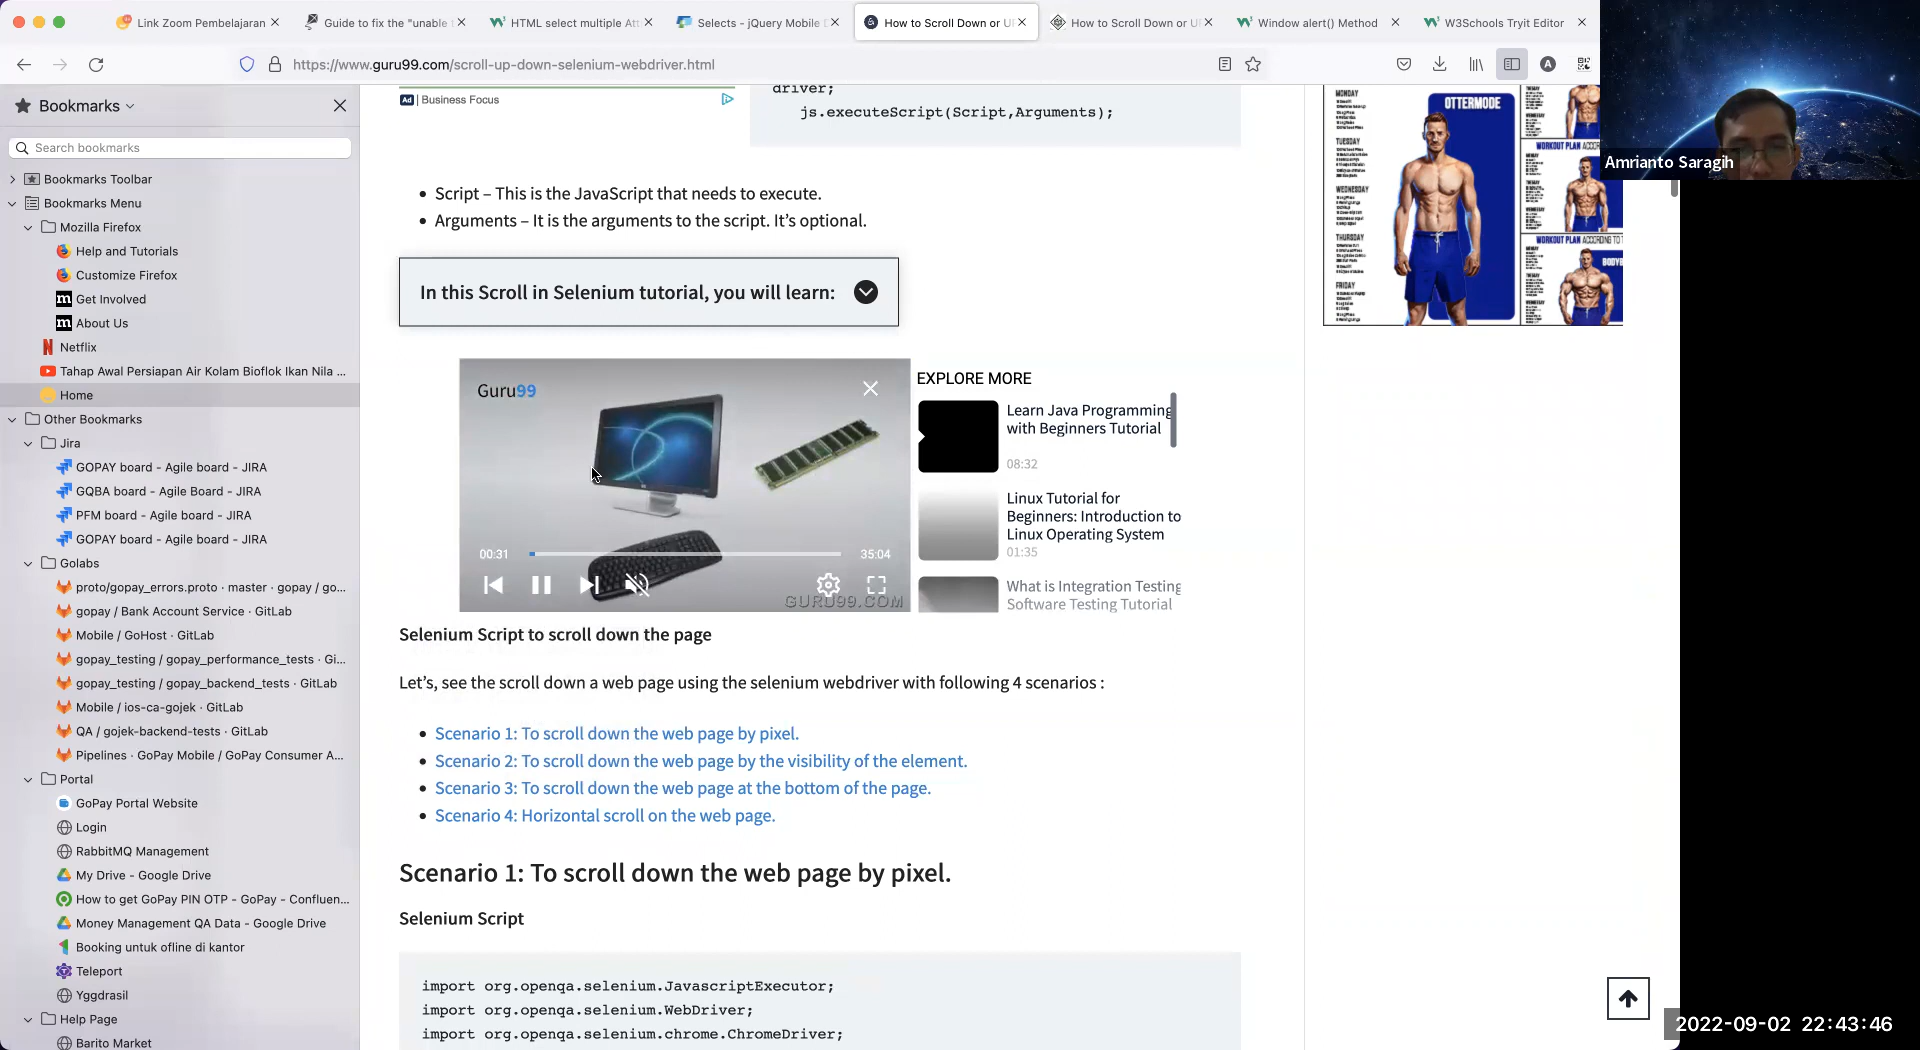 Link Zoom Pembelajaran
Guide to fix the "unable
HTML select multiple Att
Selects - jQuery Mobile
How to Scroll Down or U
How to Scroll Down or U
Window alert() Method
W3Schools Tryit Editor
https://www.guru99.com/scroll-up-down-selenium-webdriver.html
Bookmarks
Search bookmarks
Bookmarks Toolbar
Bookmarks Menu
Mozilla Firefox
Help and Tutorials
Customize Firefox
Get Involved
About Us
Netflix
Tahap Awal Persiapan Air Kolam Bioflok Ikan Nila ...
Home
Other Bookmarks
Jira
GOPAY board - Agile board - JIRA
GQBA board - Agile Board - JIRA
PFM board - Agile board - JIRA
GOPAY board - Agile board - JIRA
Golabs
proto/gopay_errors.proto · master · gopay / go...
gopay / Bank Account Service · GitLab
Mobile / GoHost · GitLab
gopay_testing / gopay_performance_tests · Gi...
gopay_testing / gopay_backend_tests · GitLab
Mobile / ios-ca-gojek · GitLab
QA / gojek-backend-tests · GitLab
Pipelines · GoPay Mobile / GoPay Consumer A...
Portal
GoPay Portal Website
Login
RabbitMQ Management
My Drive - Google Drive
How to get GoPay PIN OTP - GoPay - Confluen...
Money Management QA Data - Google Drive
Booking untuk ofline di kantor
Teleport
Yggdrasil
Help Page
Barito Market
Ad | Business Focus
driver;
js.executeScript(Script,Arguments);
Script – This is the JavaScript that needs to execute.
Arguments – It is the arguments to the script. It’s optional.
In this Scroll in Selenium tutorial, you will learn:
Guru99
00:31
35:04
GURU99.COM
EXPLORE MORE
Learn Java Programming
with Beginners Tutorial
08:32
Linux Tutorial for
Beginners: Introduction to
Linux Operating System
01:35
What is Integration Testing
Software Testing Tutorial
Selenium Script to scroll down the page
Let’s, see the scroll down a web page using the selenium webdriver with following 4 scenarios :
Scenario 1: To scroll down the web page by pixel.
Scenario 2: To scroll down the web page by the visibility of the element.
Scenario 3: To scroll down the web page at the bottom of the page.
Scenario 4: Horizontal scroll on the web page.
Scenario 1: To scroll down the web page by pixel.
Selenium Script
import org.openqa.selenium.JavascriptExecutor;
import org.openqa.selenium.WebDriver;
import org.openqa.selenium.chrome.ChromeDriver;
MONDAY
TUESDAY
WEDNESDAY
THURSDAY
FRIDAY
OTTERMODE
WORKOUT PLAN
WORKOUT PLAN ACCORDING TO
Amrianto Saragih
2022-09-02 22:43:46